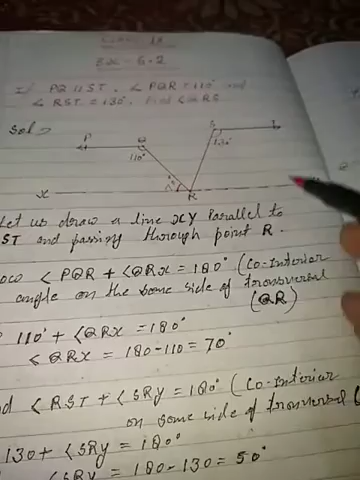 Ex - 6.2
If PQ || ST, <PQR = 110° and
< RST = 130°, Find <QRS
Sol →
P Q S T
110° 130°
X R
Let us draw a line XY Parallel to
ST and passing through point R.
< PQR + <QRX = 180° (Co-Interior
angle on the same side of transversal
(QR)
110° + <QRX = 180°
< QRX = 180 - 110 = 70°
< RST + <SRY = 180° (Co-Interior
on same side of transversal
130 + <SRY = 180°
<SRY = 180 - 130 = 50°